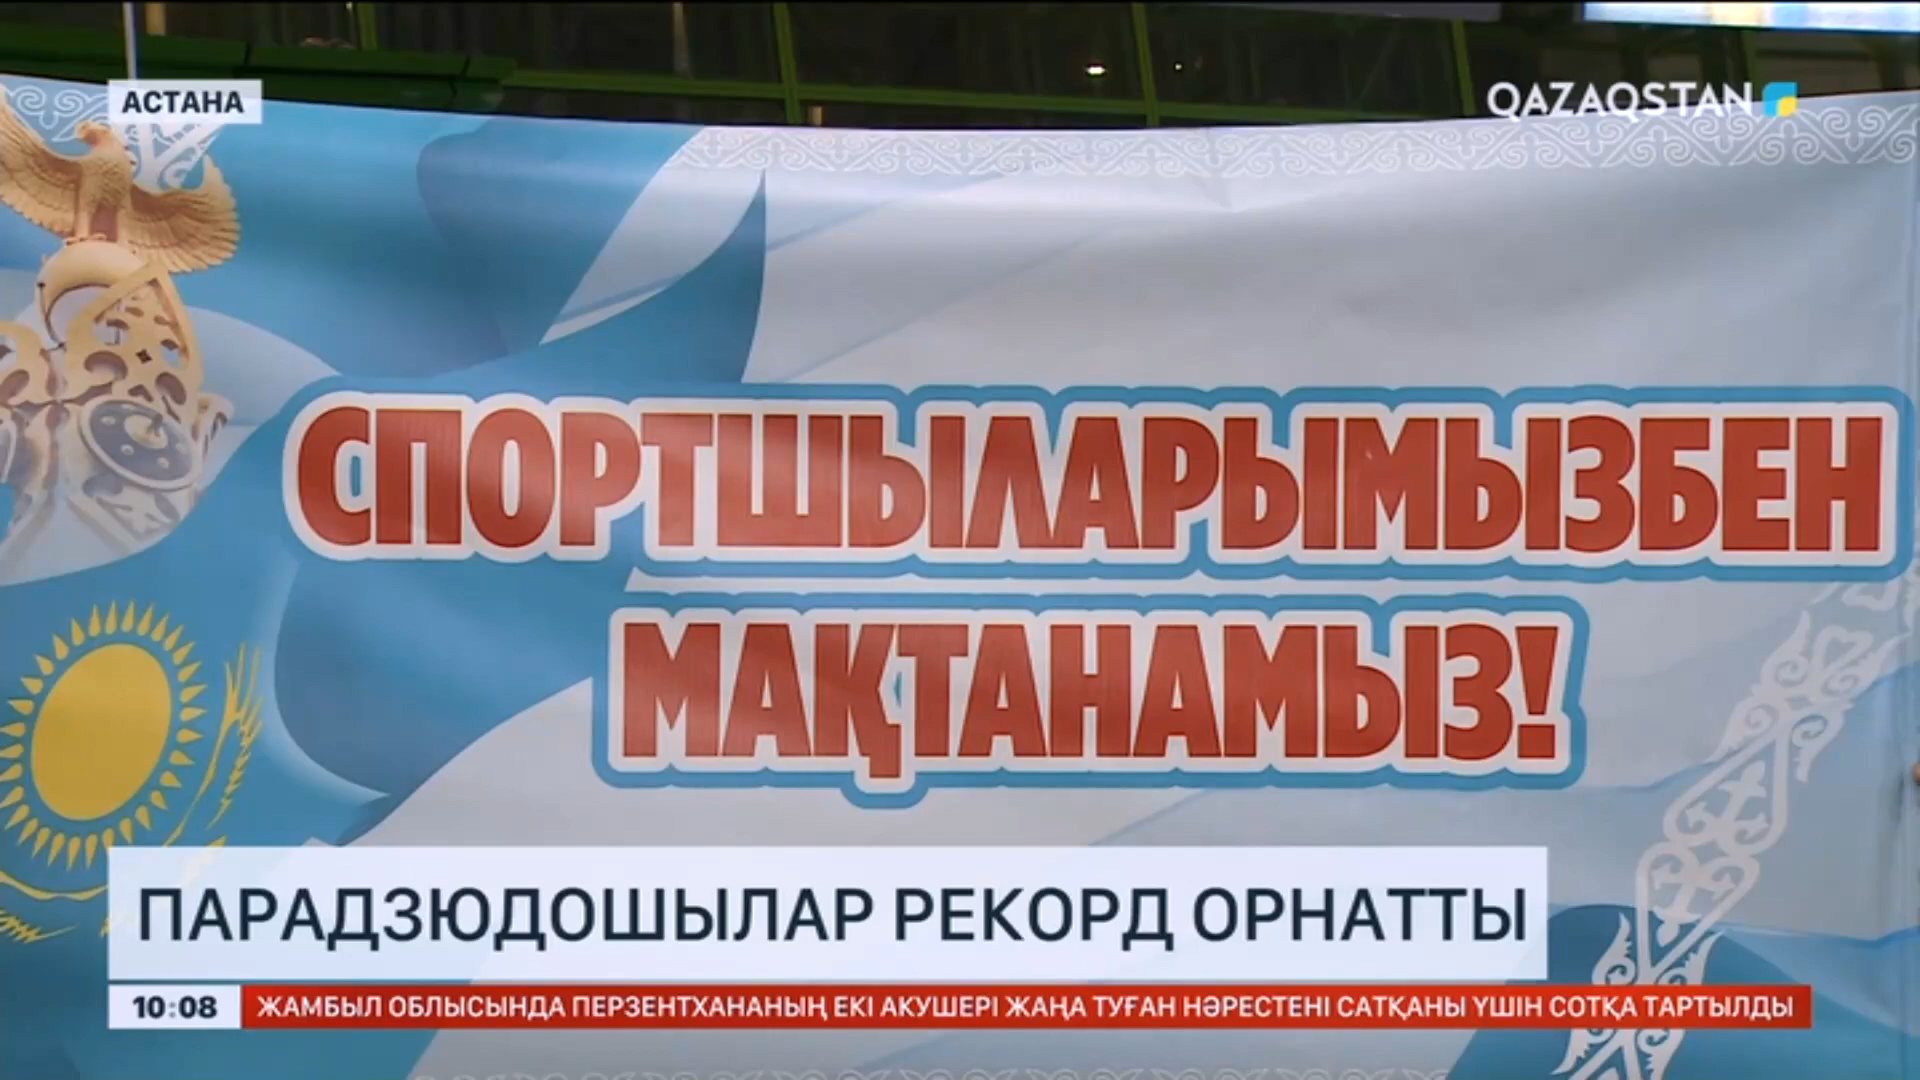 АСТАНА
QAZAQSTAN
СПОРТШЫЛАРЫМЫЗБЕН
МАҚТАНАМЫЗ!
ПАРАДЗЮДОШЫЛАР РЕКОРД ОРНАТТЫ
10:08 ЖАМБЫЛ ОБЛЫСЫНДА ПЕРЗЕНТХАНАНЫҢ ЕКІ АКУШЕРІ ЖАҢА ТУҒАН НӘРЕСТЕНІ САТҚАНЫ ҮШІН СОТҚА ТАРТЫЛДЫ